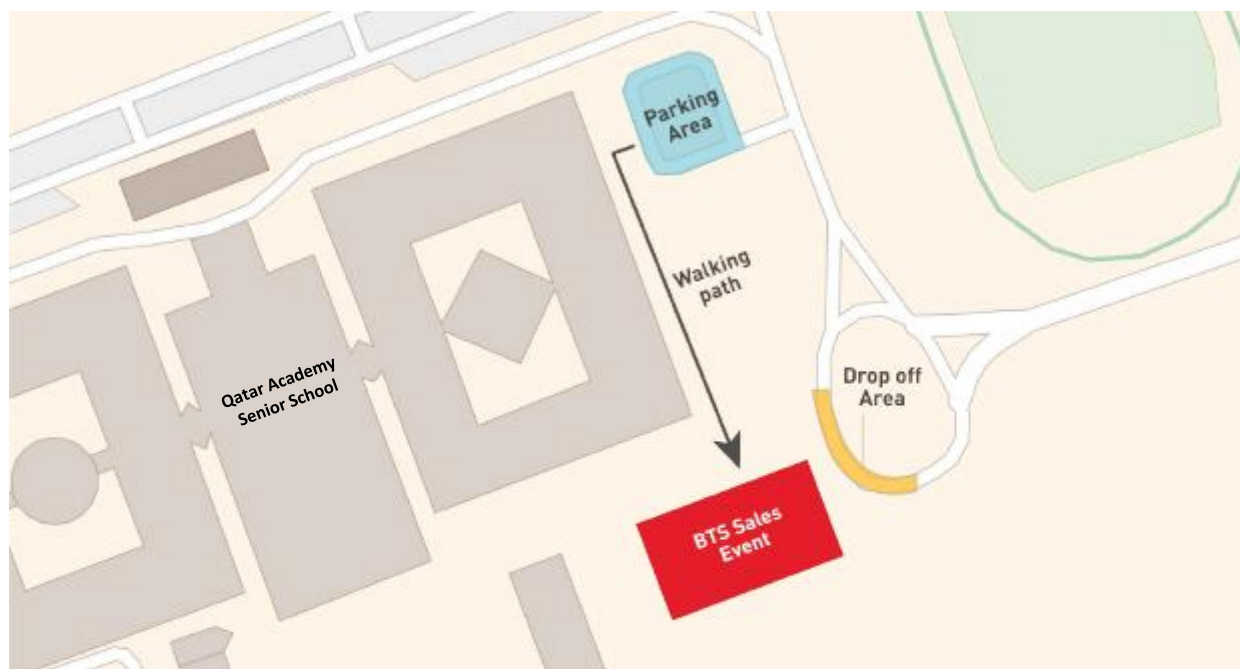 Parking
Area
Walking
path
Drop off
Area
Qatar Academy
Senior School
BTS Sales
Event